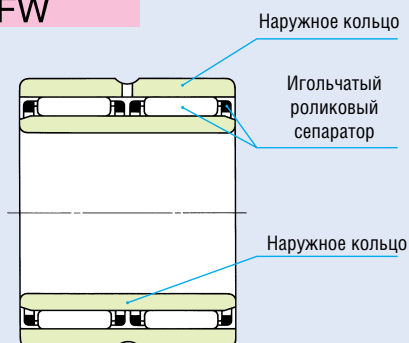 FW
Наружное кольцо
Игольчатый
роликовый
сепаратор
Наружное кольцо